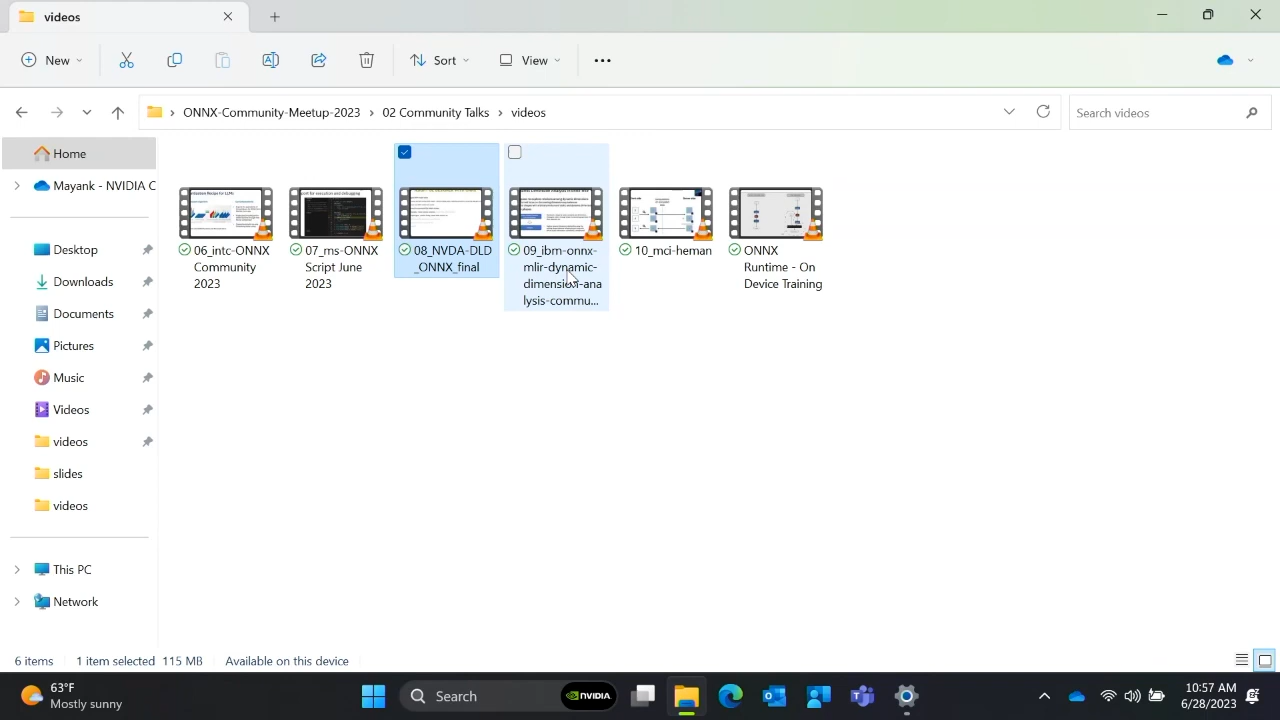 videos
New
Sort
View
ONNX-Community-Meetup-2023 > 02 Community Talks > videos
Search videos
Home
Mayank - NVIDIA C
Desktop
Downloads
Documents
Pictures
Music
Videos
videos
slides
videos
This PC
Network
06_intc-ONNX
Community
2023
07_ms-ONNX
Script June
2023
08_NVDA-DLD
_ONNX_final
09_ibm-onnx-
mlir-dynamic-
dimension-ana
lysis-commu...
10_mci-heman
ONNX
Runtime - On
Device Training
6 items
1 item selected 115 MB
Available on this device
63°F
Mostly sunny
Search
NVIDIA
10:57 AM
6/28/2023